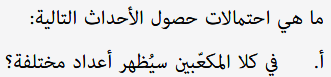 ما هي احتمالات حصول الأحداث التالية:
أ. في كلا المكعّبين سيُظهر أعداد مختلفة؟